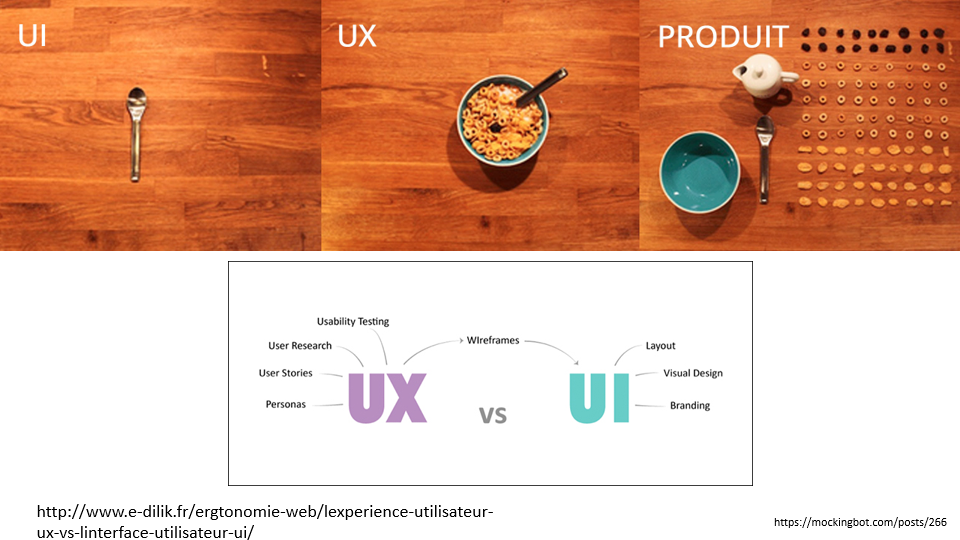 UI
UX
PRODUIT
Usability Testing
User Research
User Stories
Personas
WIreframes
UX
vs
UI
Layout
Visual Design
Branding
http://www.e-dilik.fr/ergtonomie-web/lexperience-utilisateur-
ux-vs-linterface-utilisateur-ui/
https://mockingbot.com/posts/266